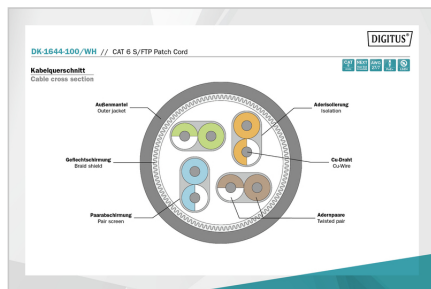 DIGITUS®
DK-1644-100/WH // CAT 6 S/FTP Patch Cord
Kabelquerschnitt
Cable cross section
Außenmantel
Outer jacket
Aderisolierung
Isolation
Geflechtschirmung
Braid shield
Cu-Draht
Cu-Wire
Paarabschirmung
Pair screen
Adernpaare
Twisted pair